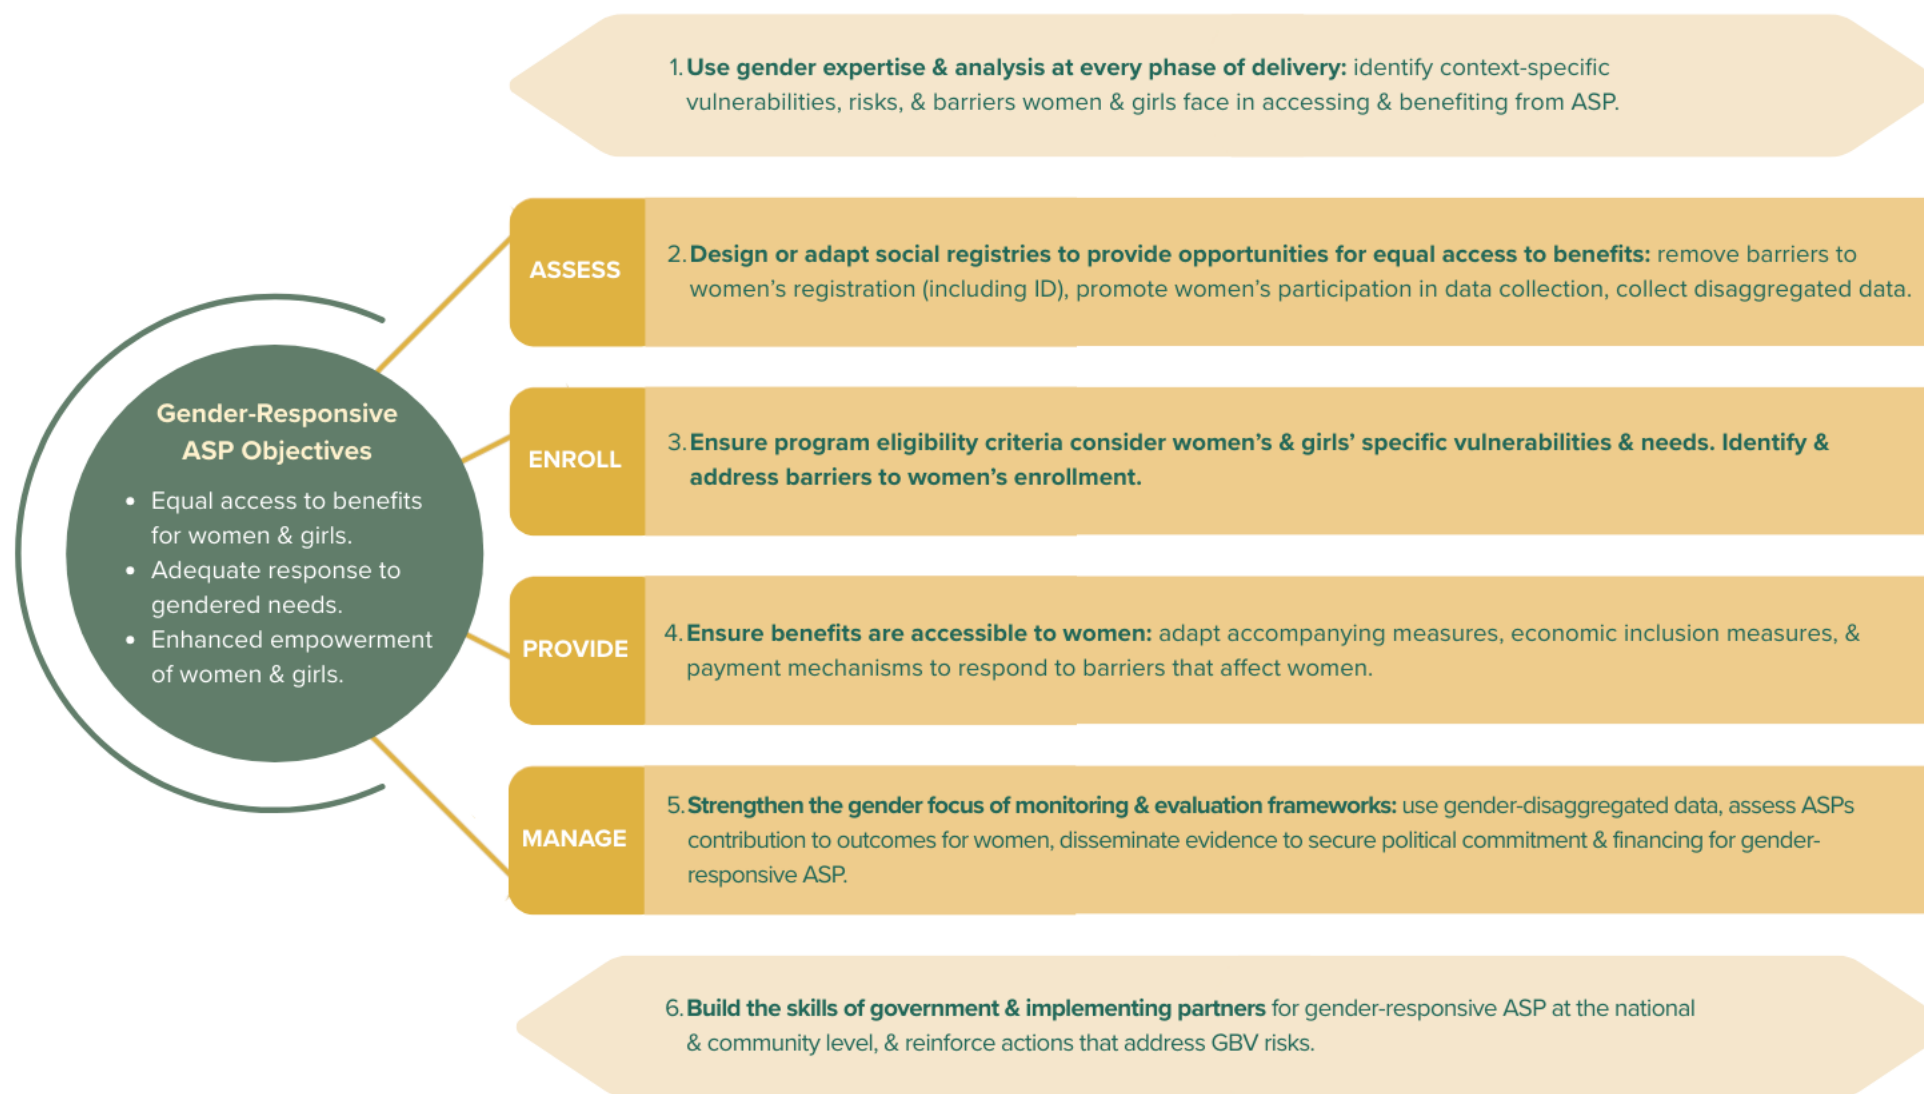 1. Use gender expertise & analysis at every phase of delivery: identify context-specific
vulnerabilities, risks, & barriers women & girls face in accessing & benefiting from ASP.
Gender-Responsive
ASP Objectives
• Equal access to benefits
for women & girls.
• Adequate response to
gendered needs.
• Enhanced empowerment
of women & girls.
ASSESS
2. Design or adapt social registries to provide opportunities for equal access to benefits: remove barriers to
women's registration (including ID), promote women's participation in data collection, collect disaggregated data.
ENROLL
3. Ensure program eligibility criteria consider women's & girls' specific vulnerabilities & needs. Identify &
address barriers to women's enrollment.
PROVIDE
4. Ensure benefits are accessible to women: adapt accompanying measures, economic inclusion measures, &
payment mechanisms to respond to barriers that affect women.
MANAGE
5. Strengthen the gender focus of monitoring & evaluation frameworks: use gender-disaggregated data, assess ASPs
contribution to outcomes for women, disseminate evidence to secure political commitment & financing for gender-
responsive ASP.
6. Build the skills of government & implementing partners for gender-responsive ASP at the national
& community level, & reinforce actions that address GBV risks.